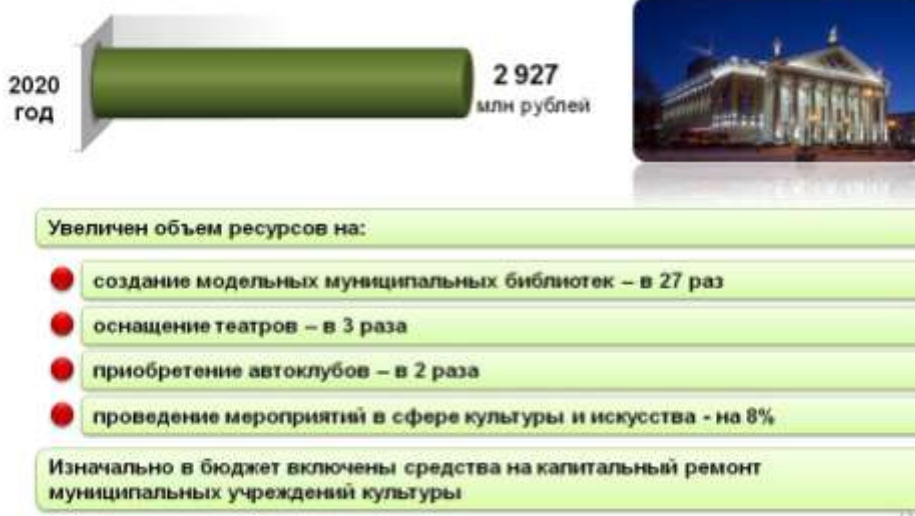 2020
год
2 927
млн рублей
Увеличен объем ресурсов на:
создание модельных муниципальных библиотек – в 27 раз
оснащение театров – в 3 раза
приобретение автоклубов – в 2 раза
проведение мероприятий в сфере культуры и искусства - на 8%
Изначально в бюджет включены средства на капитальный ремонт
муниципальных учреждений культуры